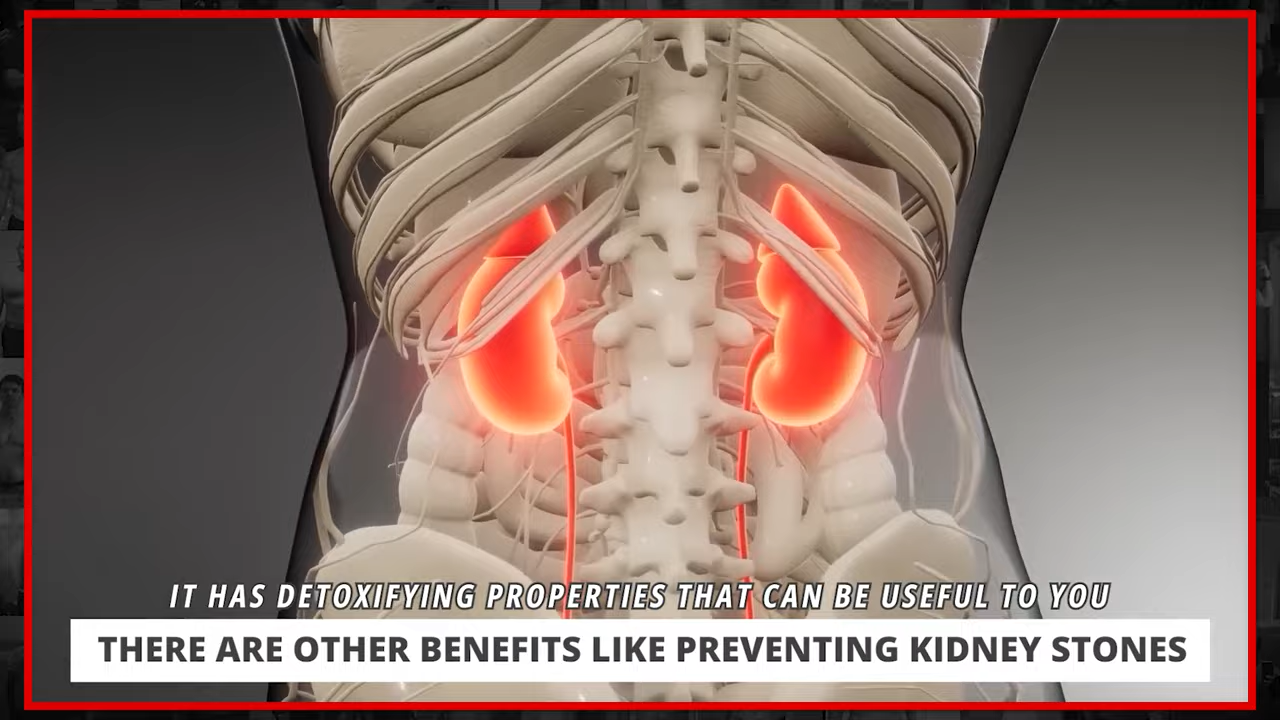 IT HAS DETOXIFYING PROPERTIES THAT CAN BE USEFUL TO YOU
THERE ARE OTHER BENEFITS LIKE PREVENTING KIDNEY STONES